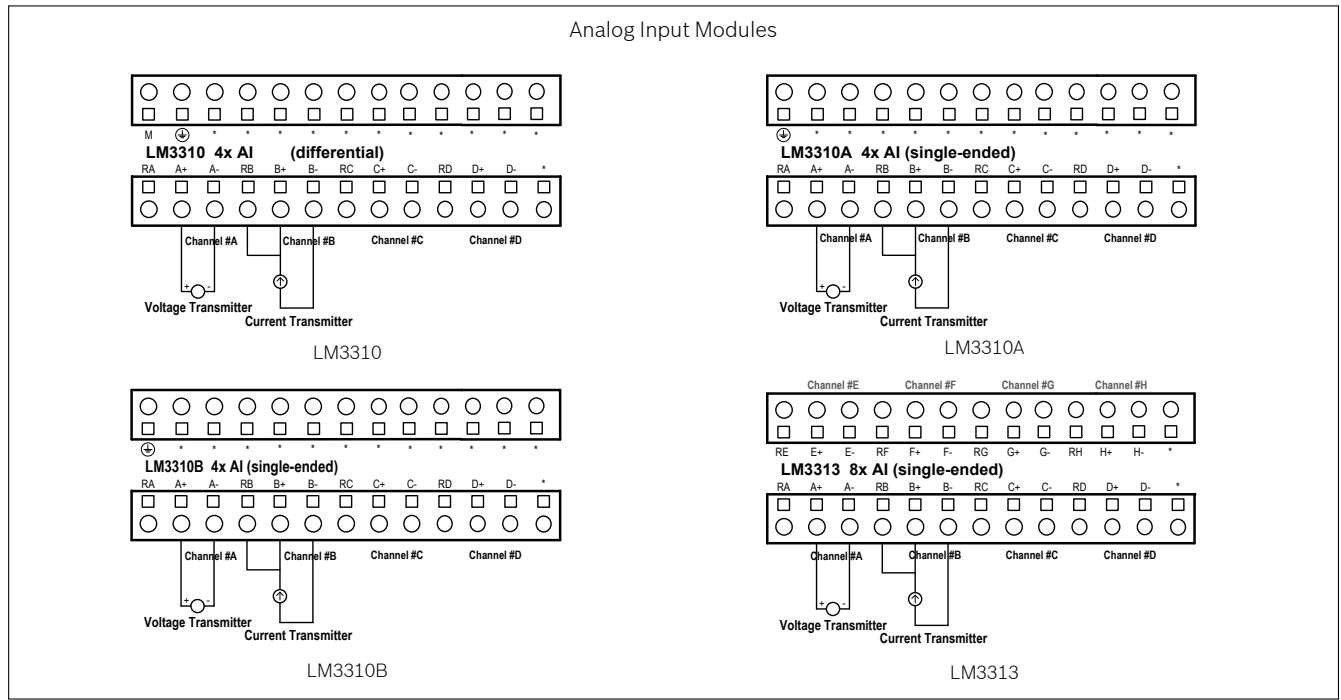 Analog Input Modules
M * * * * * * * * * * *
LM3310 4x AI (differential)
RA A+ A- RB B+ B- RC C+ C- RD D+ D- *
Channel #A Channel #B Channel #C Channel #D
+ -
Voltage Transmitter
Current Transmitter
LM3310
* * * * * * * * * * * *
LM3310A 4x AI (single-ended)
RA A+ A- RB B+ B- RC C+ C- RD D+ D- *
Channel #A Channel #B Channel #C Channel #D
+ -
Voltage Transmitter
Current Transmitter
LM3310A
* * * * * * * * * * * *
LM3310B 4x AI (single-ended)
RA A+ A- RB B+ B- RC C+ C- RD D+ D- *
Channel #A Channel #B Channel #C Channel #D
+ -
Voltage Transmitter
Current Transmitter
LM3310B
Channel #E Channel #F Channel #G Channel #H
RE E+ E- RF F+ F- RG G+ G- RH H+ H- *
LM3313 8x AI (single-ended)
RA A+ A- RB B+ B- RC C+ C- RD D+ D- *
Channel #A Channel #B Channel #C Channel #D
+ -
Voltage Transmitter
Current Transmitter
LM3313